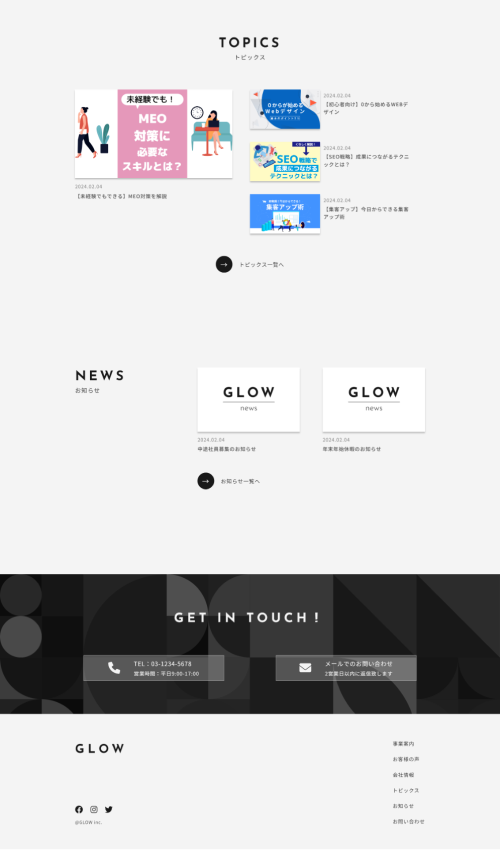 TOPICS
トピックス
未経験でも！
MEO
対策に
必要な
スキルとは？
2024.02.04
【未経験でもできる】MEO対策を解説
0からが始める
Webデザイン
2024.02.04
【初心者向け】0から始めるWEBデ
ザイン
SEO戦略で
成果につながる
テクニックとは？
2024.02.04
【SEO戦略】成果につながるテクニ
ックとは？
集客アップ術
2024.02.04
【集客アップ】今日からできる集客
アップ術
→ トピックス一覧へ
NEWS
お知らせ
GLOW
news
2024.02.04
中途社員募集のお知らせ
GLOW
news
2024.02.04
年末年始休暇のお知らせ
→ お知らせ一覧へ
GET IN TOUCH！
TEL：03-1234-5678
営業時間：平日9:00-17:00
メールでのお問い合わせ
2営業日以内に返信致します
GLOW
事業案内
お客様の声
会社情報
トピックス
お知らせ
お問い合わせ
@GLOW inc.